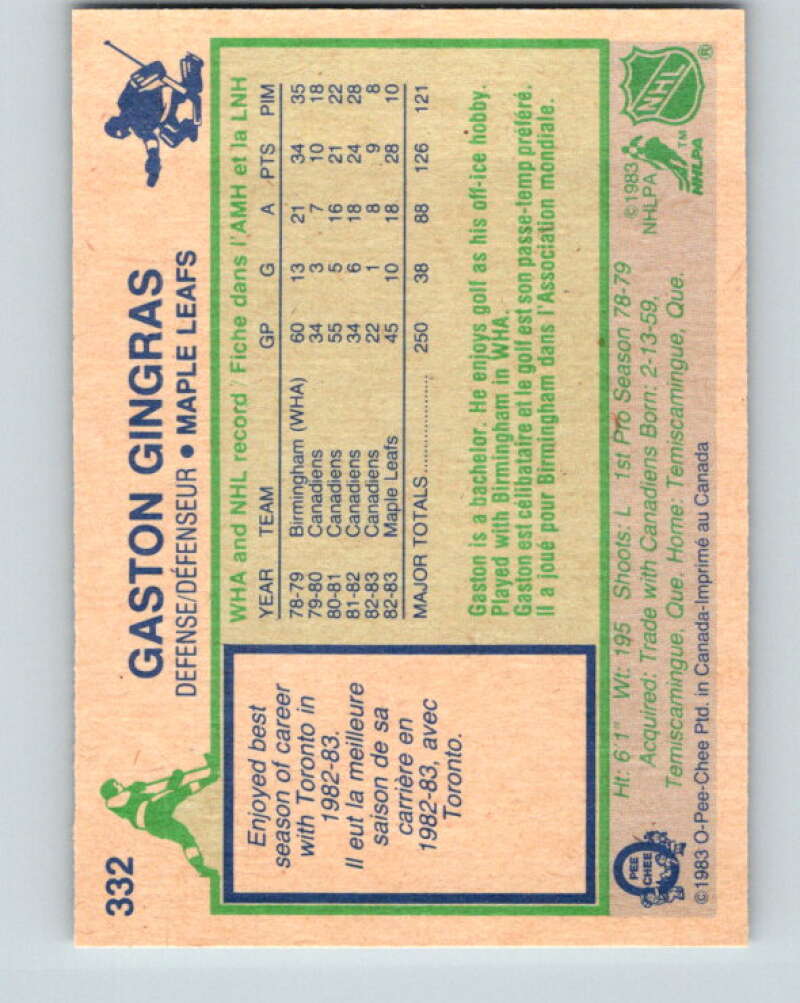 332
GASTON GINGRAS
DEFENSE/DÉFENSEUR • MAPLE LEAFS
Enjoyed best
season of career
with Toronto in
1982-83.
Il eut la meilleure
saison de sa
carrière en
1982-83, avec
Toronto.
WHA and NHL record / Fiche dans l'AMH et la LNH
YEAR TEAM GP G A PTS PIM
78-79 Birmingham (WHA) 60 13 21 34 35
79-80 Canadiens 34 3 7 10 18
80-81 Canadiens 55 5 16 21 22
81-82 Canadiens 34 6 18 24 28
82-83 Canadiens 22 1 8 9 8
82-83 Maple Leafs 45 10 18 28 10
MAJOR TOTALS 250 38 88 126 121
Gaston is a bachelor. He enjoys golf as his off-ice hobby.
Played with Birmingham in WHA.
Gaston est célibataire et le golf est son passe-temp préféré.
Il a joué pour Birmingham dans l'Association mondiale.
O
PEE
CHEE
Ht: 6'1" Wt: 195 Shoots: L 1st Pro Season 78-79
Acquired: Trade with Canadiens Born: 2-13-59,
Temiscamingue, Que. Home: Temiscamingue, Que.
©1983 O-Pee-Chee Ptd. in Canada-Imprimé au Canada
©1983
NHLPA
NHLPA
TM
NHL
®